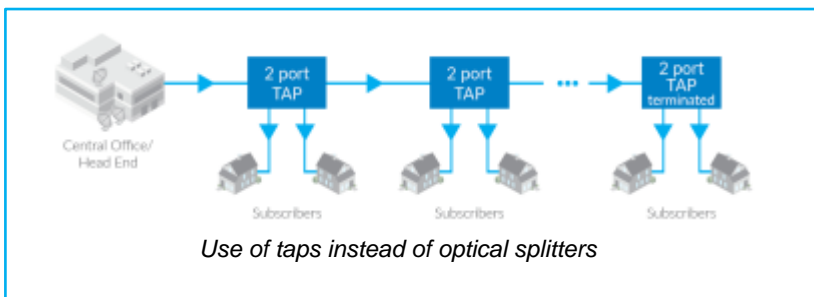 2 port
TAP
2 port
TAP
2 port
TAP
terminated
Central Office/
Head End
Subscribers
Subscribers
Subscribers
Use of taps instead of optical splitters